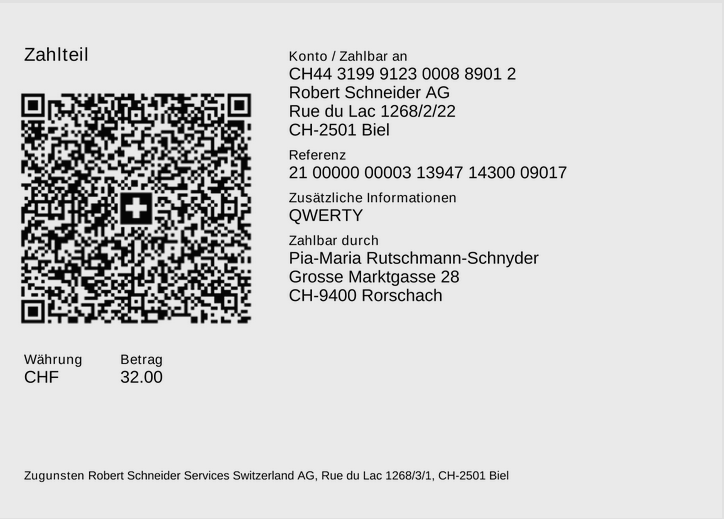 Zahlteil
Konto / Zahlbar an
CH44 3199 9123 0008 8901 2
Robert Schneider AG
Rue du Lac 1268/2/22
CH-2501 Biel
Referenz
21 00000 00003 13947 14300 09017
Zusätzliche Informationen
QWERTY
Zahlbar durch
Pia-Maria Rutschmann-Schnyder
Grosse Marktgasse 28
CH-9400 Rorschach
Währung
CHF
Betrag
32.00
Zugunsten Robert Schneider Services Switzerland AG, Rue du Lac 1268/3/1, CH-2501 Biel